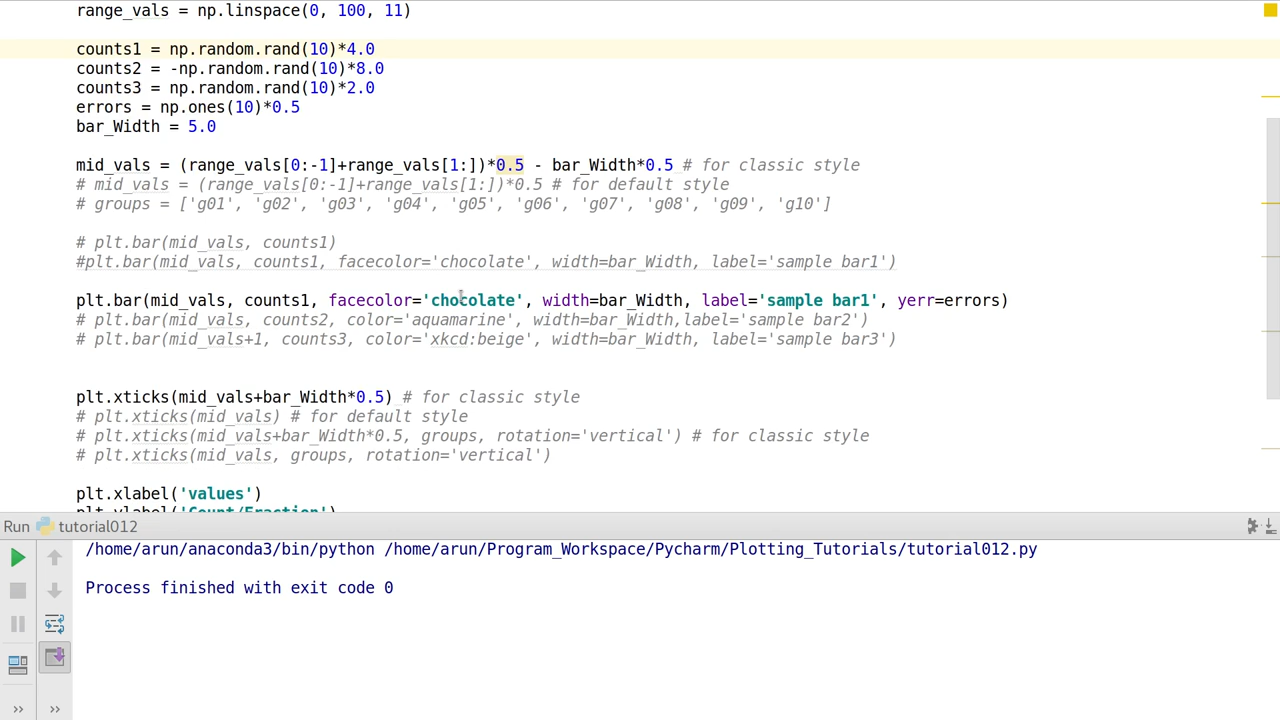 range_vals = np.linspace(0, 100, 11)
counts1 = np.random.rand(10)*4.0
counts2 = -np.random.rand(10)*8.0
counts3 = np.random.rand(10)*2.0
errors = np.ones(10)*0.5
bar_Width = 5.0
mid_vals = (range_vals[0:-1]+range_vals[1:])*0.5 - bar_Width*0.5 # for classic style
# mid_vals = (range_vals[0:-1]+range_vals[1:])*0.5 # for default style
# groups = ['g01', 'g02', 'g03', 'g04', 'g05', 'g06', 'g07', 'g08', 'g09', 'g10']
# plt.bar(mid_vals, counts1)
#plt.bar(mid_vals, counts1, facecolor='chocolate', width=bar_Width, label='sample bar1')
plt.bar(mid_vals, counts1, facecolor='chocolate', width=bar_Width, label='sample bar1', yerr=errors)
# plt.bar(mid_vals, counts2, color='aquamarine', width=bar_Width,label='sample bar2')
# plt.bar(mid_vals+1, counts3, color='xkcd:beige', width=bar_Width, label='sample bar3')
plt.xticks(mid_vals+bar_Width*0.5) # for classic style
# plt.xticks(mid_vals) # for default style
# plt.xticks(mid_vals+bar_Width*0.5, groups, rotation='vertical') # for classic style
# plt.xticks(mid_vals, groups, rotation='vertical')
plt.xlabel('values')
plt.ylabel('Count/Fraction')
Run tutorial012
/home/arun/anaconda3/bin/python /home/arun/Program_Workspace/Pycharm/Plotting_Tutorials/tutorial012.py
Process finished with exit code 0